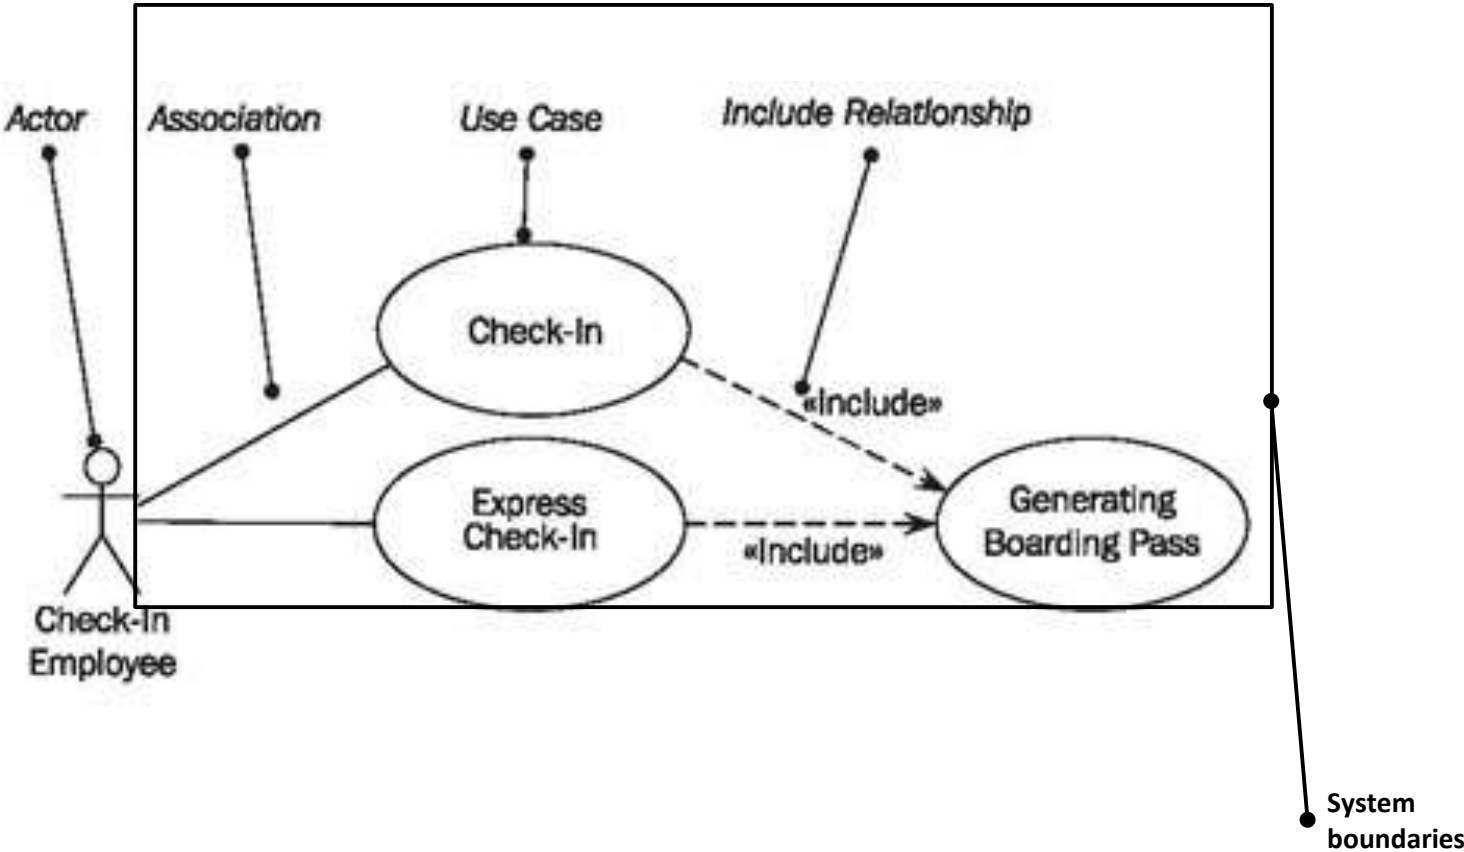 Actor
Association
Use Case
Include Relationship
Check-In
«Include»
Express
Check-In
«Include»
Generating
Boarding Pass
Check-In
Employee
System
boundaries